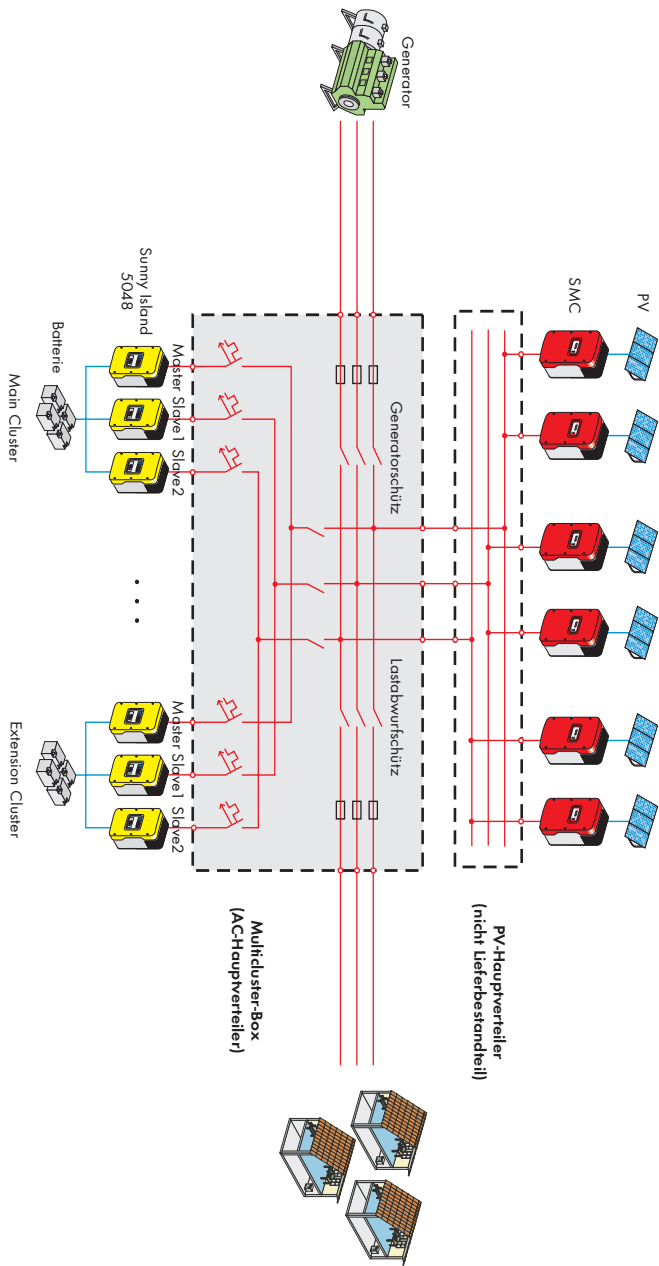 PV
SMC
Generator
Generatorschütz
Lastabwurfschütz
PV-Hauptverteiler
(nicht Lieferbestandteil)
Multicluster-Box
(AC-Hauptverteiler)
Sunny Island
5048
Master Slave1 Slave2
Master Slave1 Slave2
Batterie
Main Cluster
. . .
Extension Cluster